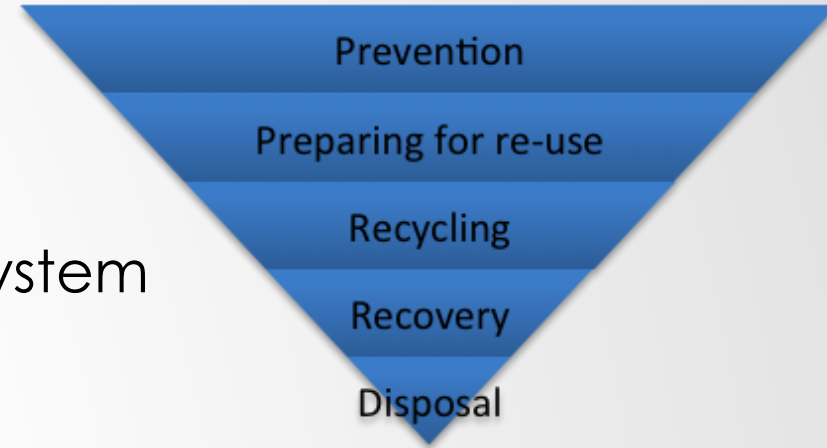 Prevention
Preparing for re-use
Recycling
ystem
Recovery
Disposal